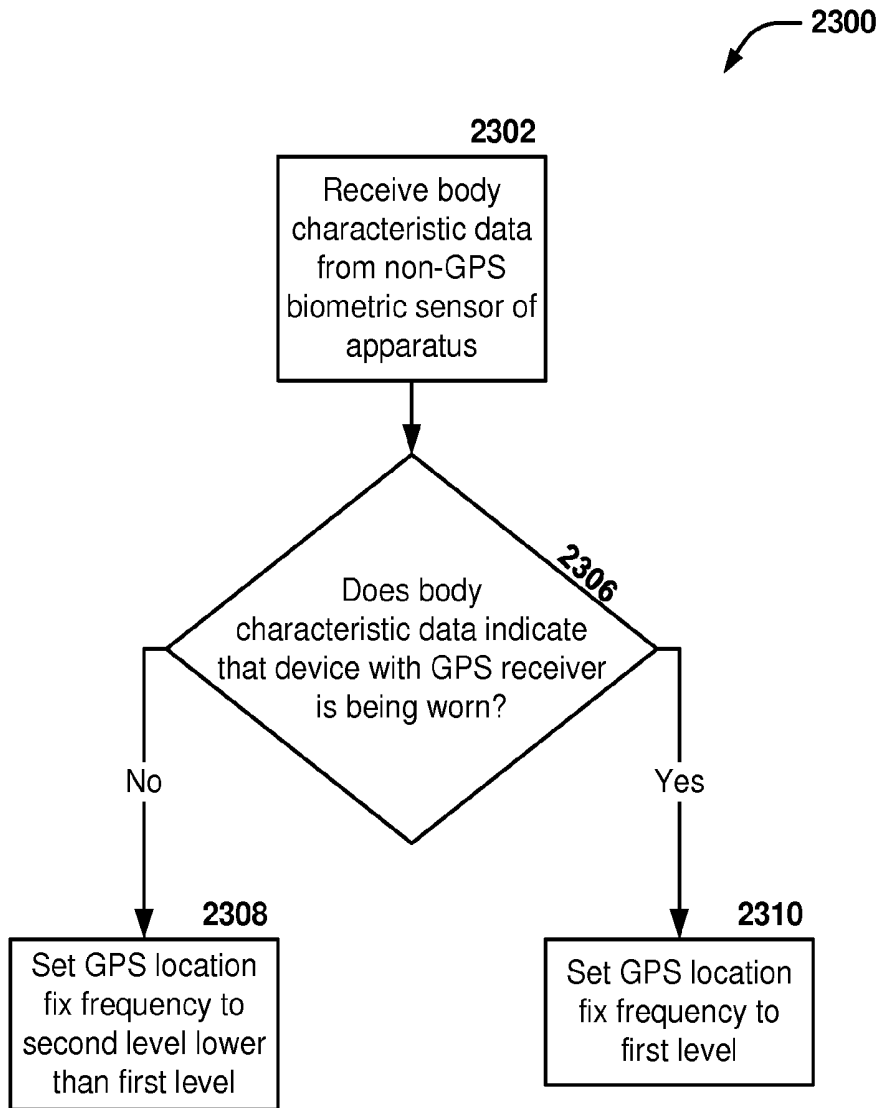 2300
2302
Receive body
characteristic data
from non-GPS
biometric sensor of
apparatus
2306
Does body
characteristic data indicate
that device with GPS receiver
is being worn?
No
Yes
2308
Set GPS location
fix frequency to
second level lower
than first level
2310
Set GPS location
fix frequency to
first level